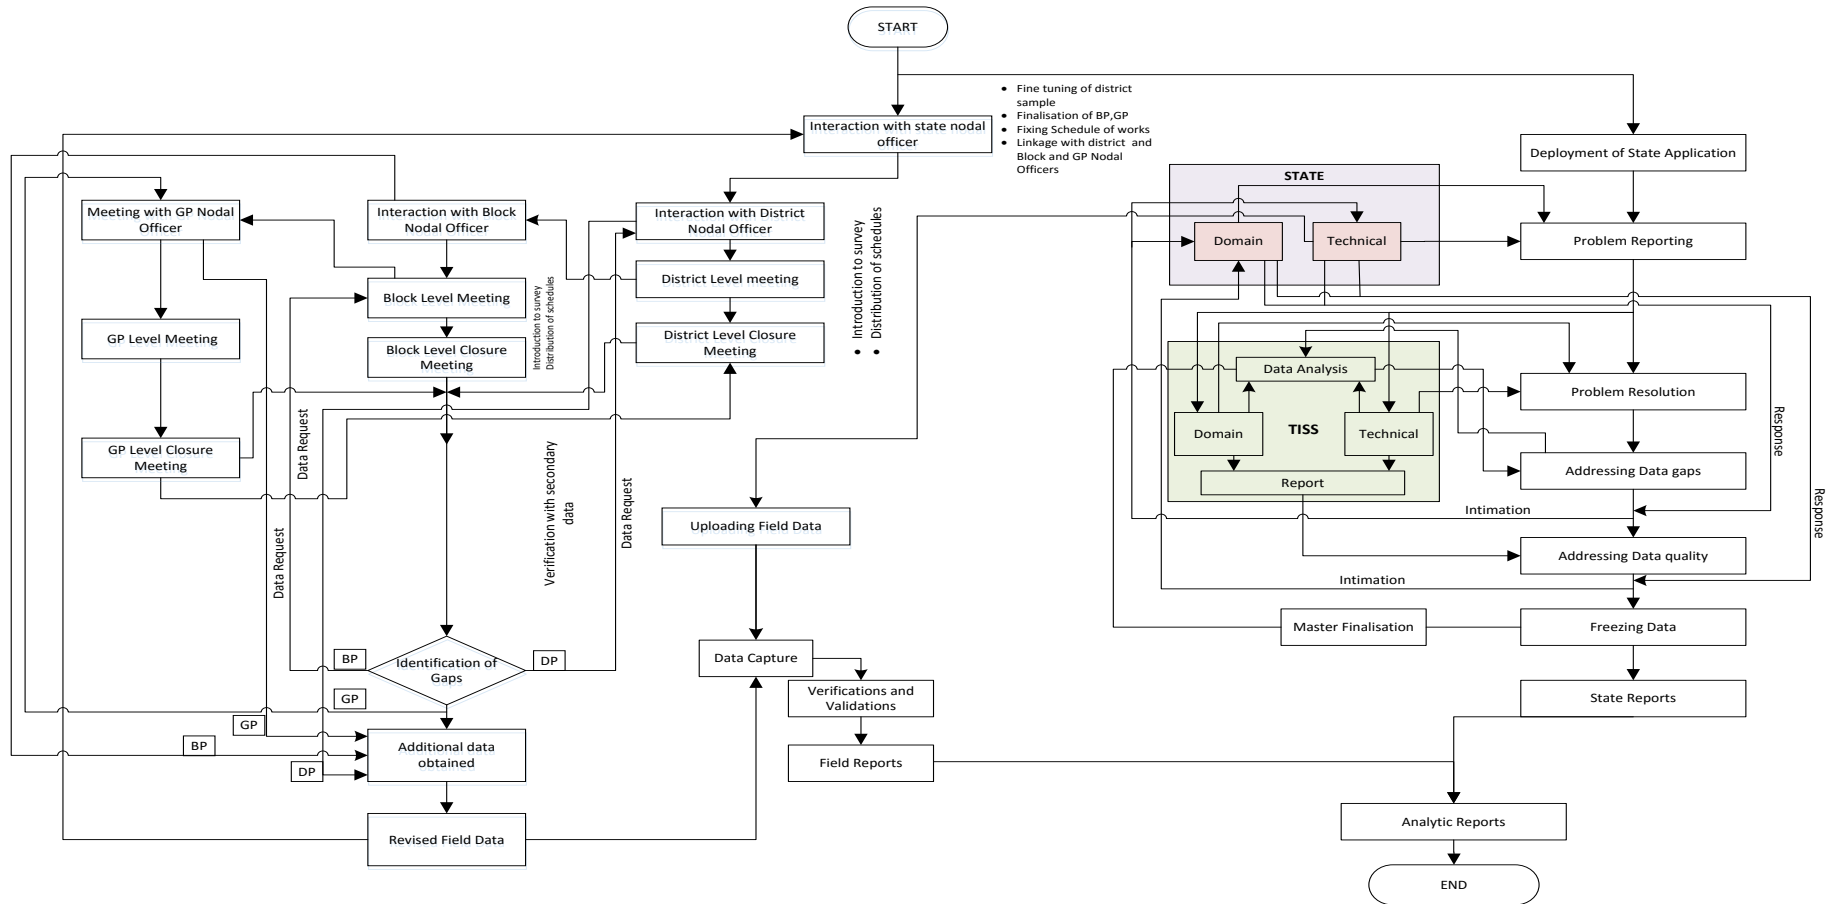 START
• Fine tuning of district
sample
• Finalisation of BP,GP
• Fixing Schedule of works
• Linkage with district and
Block and GP Nodal
Officers
Interaction with state nodal
officer
Deployment of State Application
STATE
Meeting with GP Nodal
Officer
Interaction with Block
Nodal Officer
Interaction with District
Nodal Officer
• Introduction to survey
• Distribution of schedules
Domain
Technical
Problem Reporting
District Level meeting
Block Level Meeting
Introduction to survey
Distribution of schedules
GP Level Meeting
Block Level Closure
Meeting
District Level Closure
Meeting
Data Analysis
Problem Resolution
Response
Domain
TISS
Technical
GP Level Closure
Meeting
Data Request
Addressing Data gaps
Report
Response
Intimation
Verification with secondary
data
Data Request
Uploading Field Data
Data Request
Addressing Data quality
Intimation
Master Finalisation
Freezing Data
BP
Identification of
Gaps
DP
Data Capture
GP
Verifications and
Validations
State Reports
GP
BP
Additional data
obtained
DP
Field Reports
Analytic Reports
Revised Field Data
END